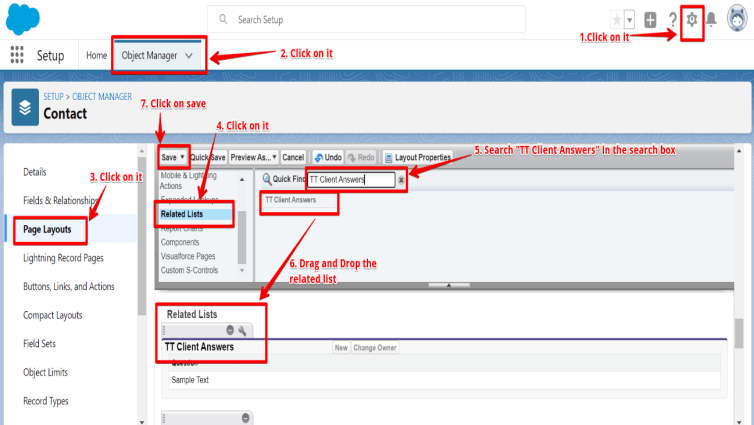 Search Setup
1.Click on it
Setup
Home
Object Manager
2. Click on it
SETUP > OBJECT MANAGER
Contact
7. Click on save
4. Click on it
Save
Quick Save
Preview As...
Cancel
Undo
Redo
Layout Properties
5. Search "TT Client Answers" in the search box
Details
Fields & Relationships
3. Click on it
Page Layouts
Lightning Record Pages
Buttons, Links, and Actions
Compact Layouts
Field Sets
Object Limits
Record Types
Mobile & Lightning
Actions
Expanded Lookups
Related Lists
Report Charts
Components
Visualforce Pages
Custom S-Controls
Quick Find
TT Client Answers
TT Client Answers
6. Drag and Drop the
related list
Related Lists
TT Client Answers
New
Change Owner
Question
Sample Text